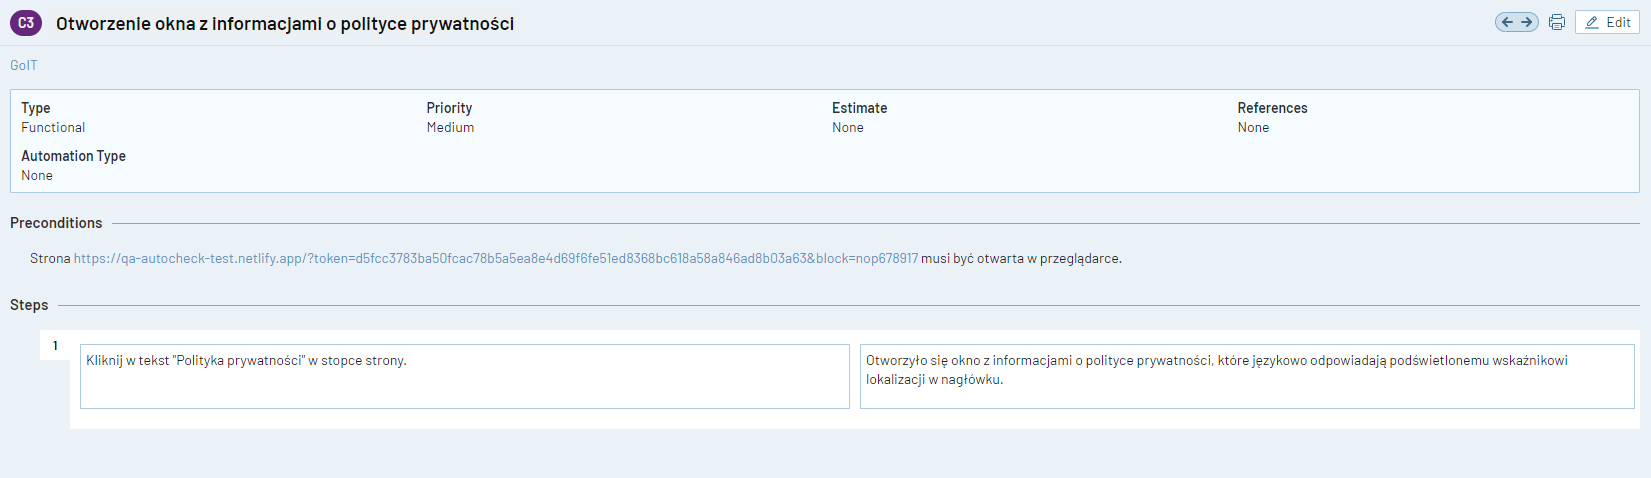 C3 Otworzenie okna z informacjami o polityce prywatności
Edit
GoIT
Type Priority Estimate References
Functional Medium None None
Automation Type
None
Preconditions
Strona https://qa-autocheck-test.netlify.app/?token=d5fcc3783ba50fcac78b5a5ea8e4d69f6fe51ed8368bc618a58a846ad8b03a63&block=nop678917 musi być otwarta w przeglądarce.
Steps
1
Kliknij w tekst "Polityka prywatności" w stopce strony.
Otworzyło się okno z informacjami o polityce prywatności, które językowo odpowiadają podświetlonemu wskaźnikowi
lokalizacji w nagłówku.